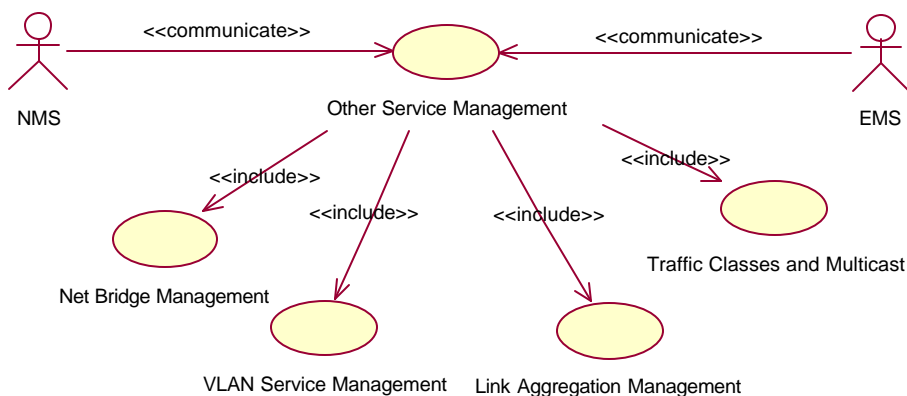 <<communicate>>
<<communicate>>
NMS
Other Service Management
EMS
<<include>>
<<include>>
<<include>>
<<include>>
Traffic Classes and Multicast
Net Bridge Management
VLAN Service Management
Link Aggregation Management